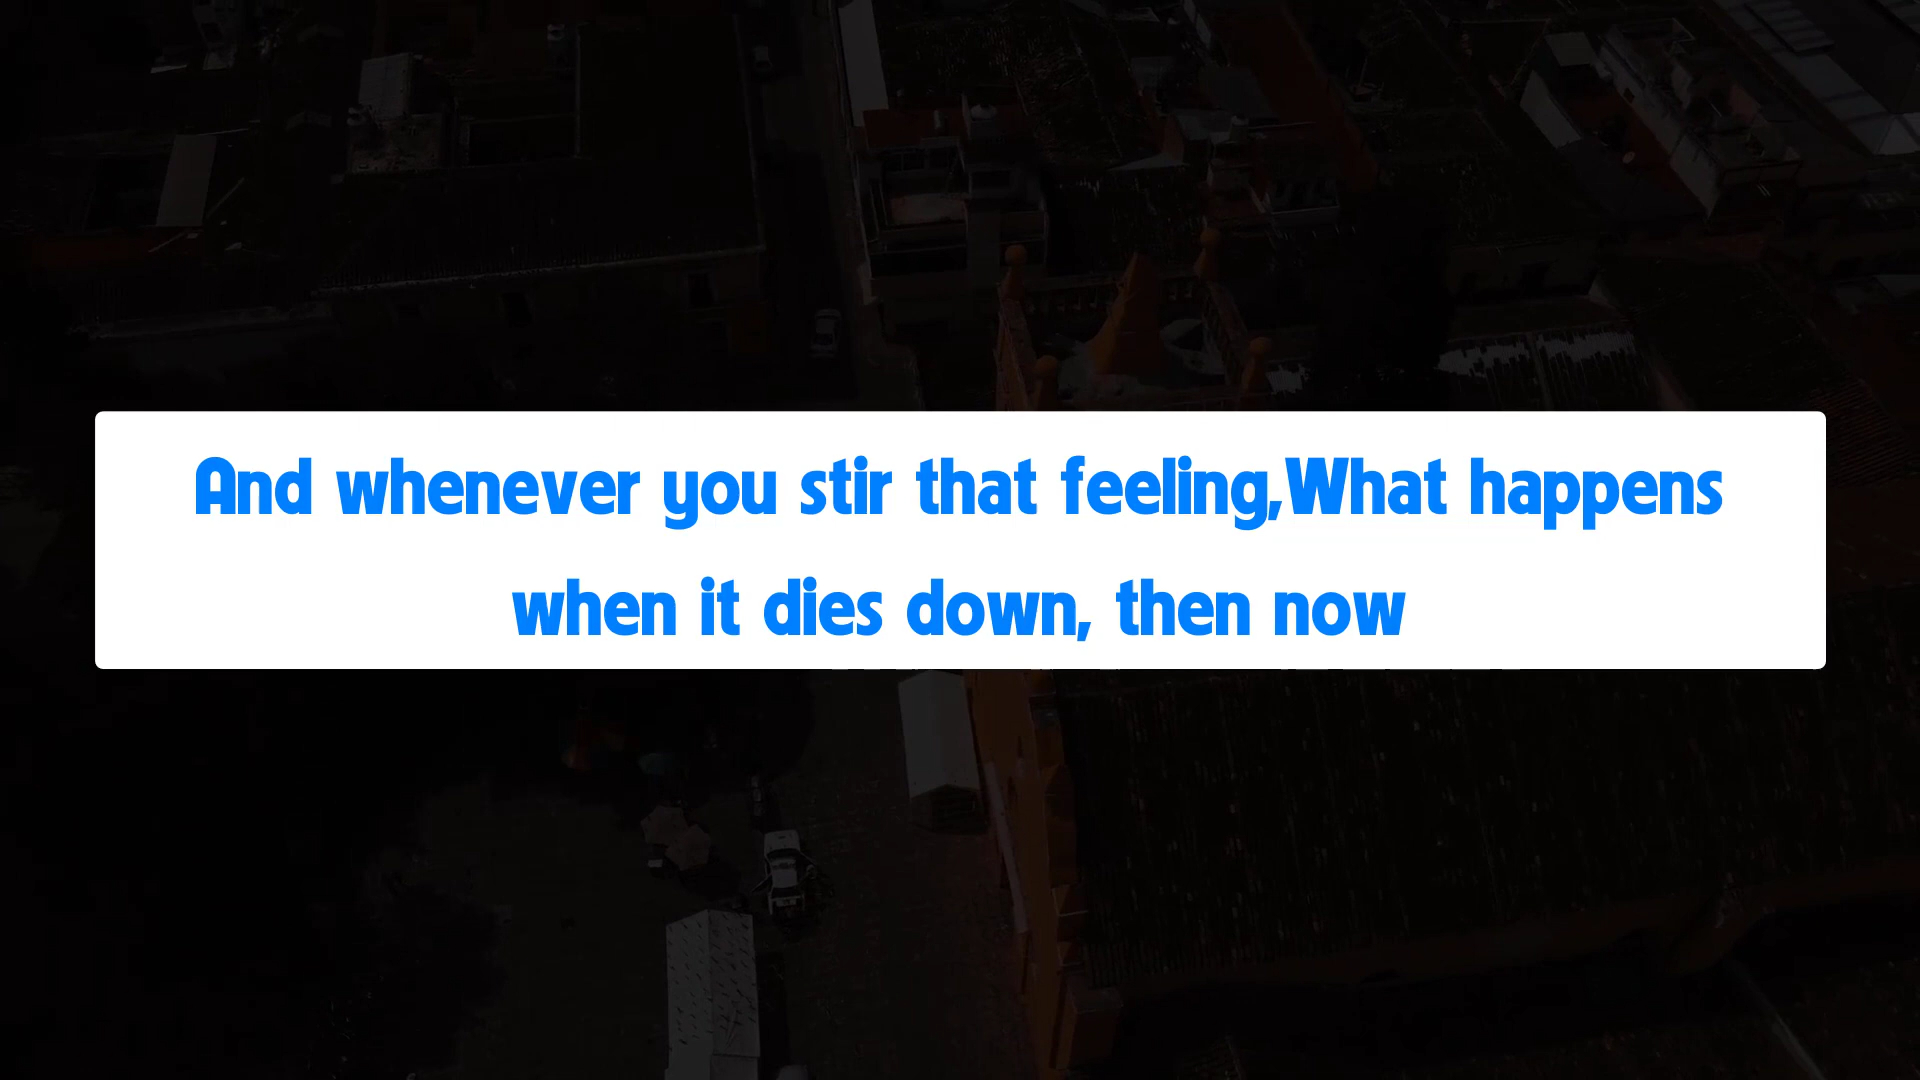 And whenever you stir that feeling,What happens
when it dies down, then now